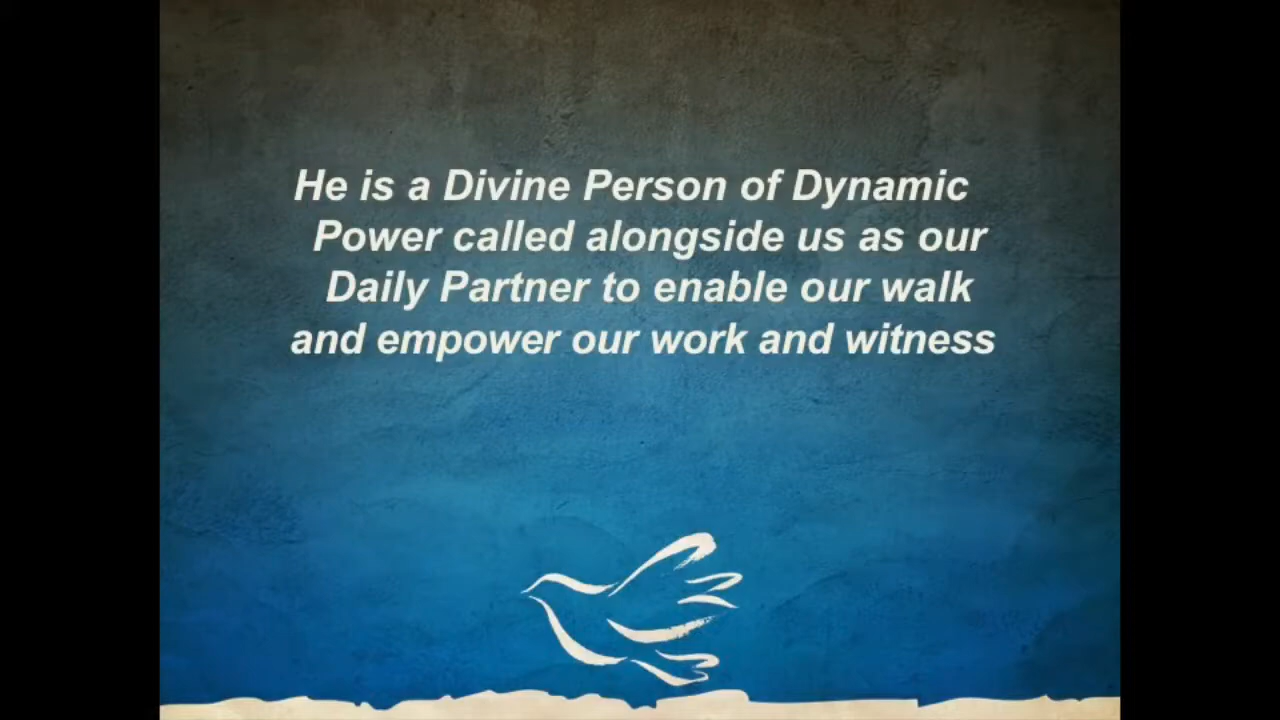 He is a Divine Person of Dynamic
Power called alongside us as our
Daily Partner to enable our walk
and empower our work and witness